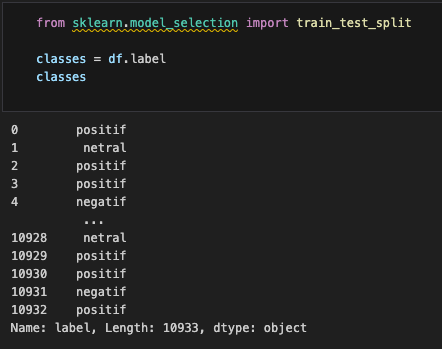 from sklearn.model_selection import train_test_split
classes = df.label
classes
0 positif
1 netral
2 positif
3 positif
4 negatif
...
10928 netral
10929 positif
10930 positif
10931 negatif
10932 positif
Name: label, Length: 10933, dtype: object